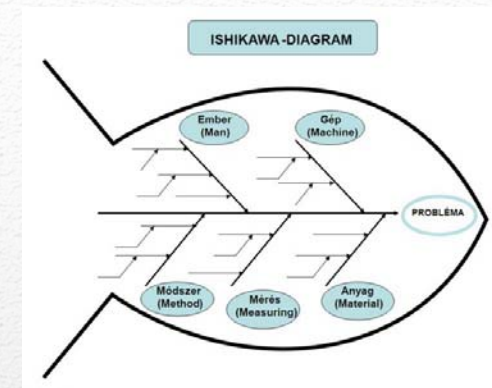 ISHIKAWA-DIAGRAM
Ember
(Man)
Gép
(Machine)
PROBLÉMA
Módszer
(Method)
Mérés
(Measuring)
Anyag
(Material)